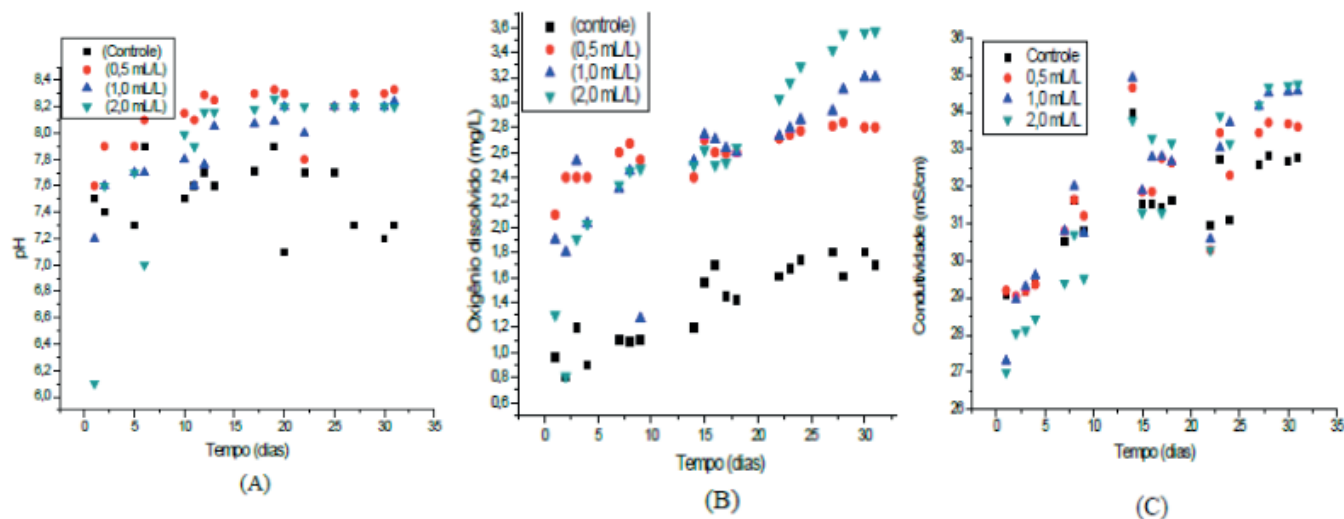 (Controle)
(0,5 mL/L)
(1,0 mL/L)
(2,0 mL/L)
8,4
8,2
8,0
7,8
7,6
7,4
7,2
7,0
6,8
6,6
6,4
6,2
6,0
pH
0 5 10 15 20 25 30 35
Tempo (dias)
(A)
(controle)
(0,5 mL/L)
(1,0 mL/L)
(2,0 mL/L)
3,6
3,4
3,2
3,0
2,8
2,6
2,4
2,2
2,0
1,8
1,6
1,4
1,2
1,0
0,8
0,6
Oxigênio dissolvido (mg/L)
0 5 10 15 20 25 30
Tempo (dias)
(B)
Controle
0,5 mL/L
1,0 mL/L
2,0 mL/L
36
35
34
33
32
31
30
29
28
27
26
Condutividade (mS/cm)
0 5 10 15 20 25 30 35
Tempo (dias)
(C)